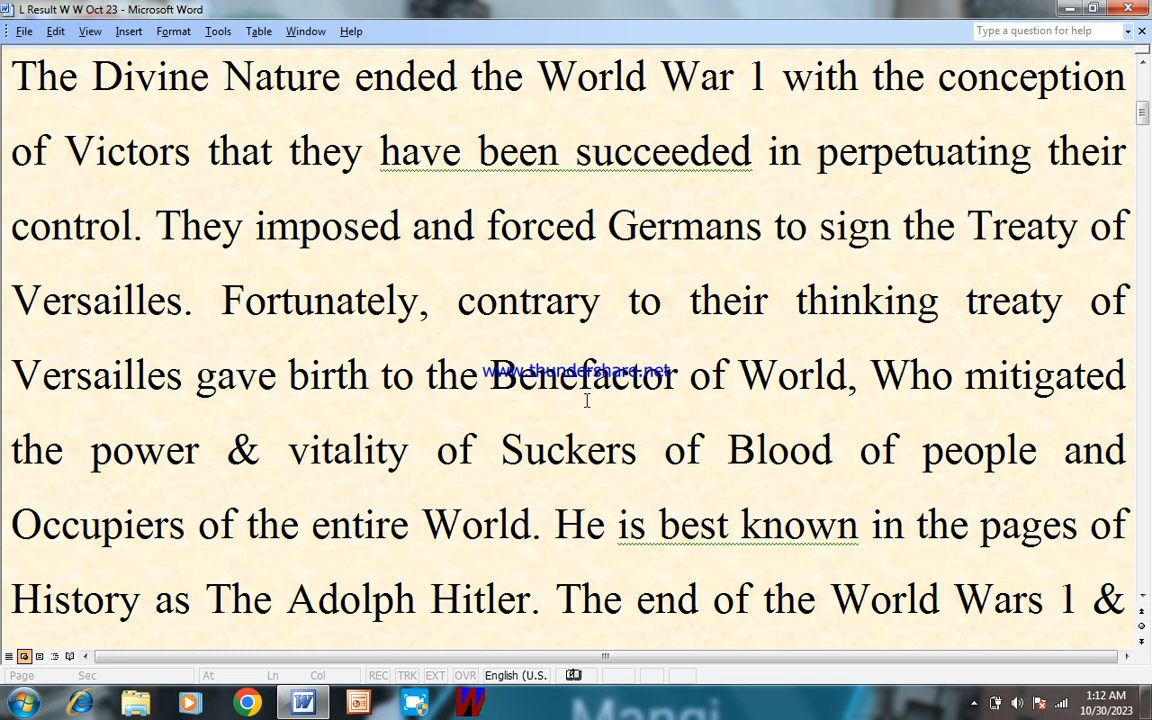 L Result W W Oct 23 - Microsoft Word
File Edit View Insert Format Tools Table Window Help Type a question for help
The Divine Nature ended the World War 1 with the conception
of Victors that they have been succeeded in perpetuating their
control. They imposed and forced Germans to sign the Treaty of
Versailles. Fortunately, contrary to their thinking treaty of
Versailles gave birth to the Benefactor of World, Who mitigated
www.thundershare.net
the power & vitality of Suckers of Blood of people and
Occupiers of the entire World. He is best known in the pages of
History as The Adolph Hitler. The end of the World Wars 1 &
Page Sec At Ln Col REC TRK EXT OVR English (U.S.
Mangi
1:12 AM
10/30/2023